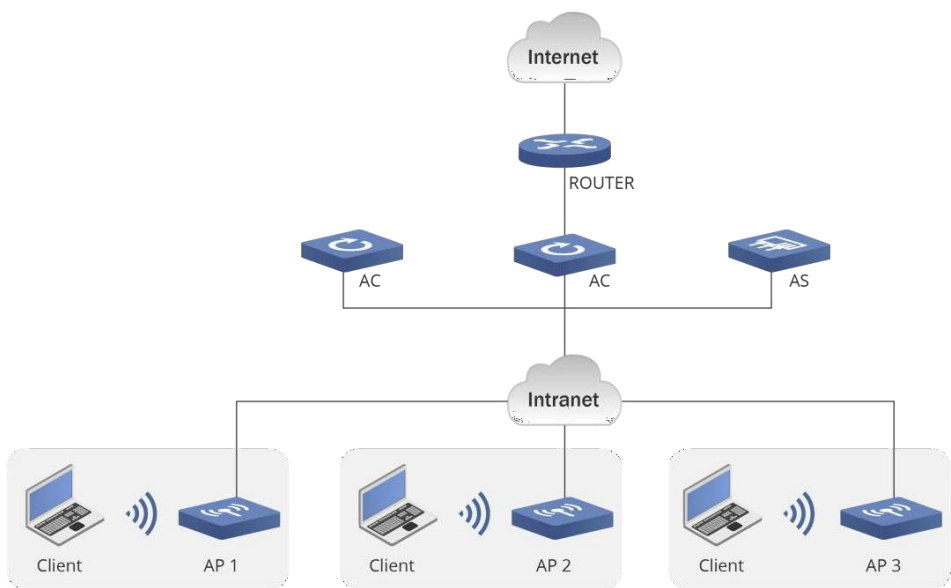 Internet
ROUTER
AC
AC
AS
Intranet
Client
AP 1
Client
AP 2
Client
AP 3